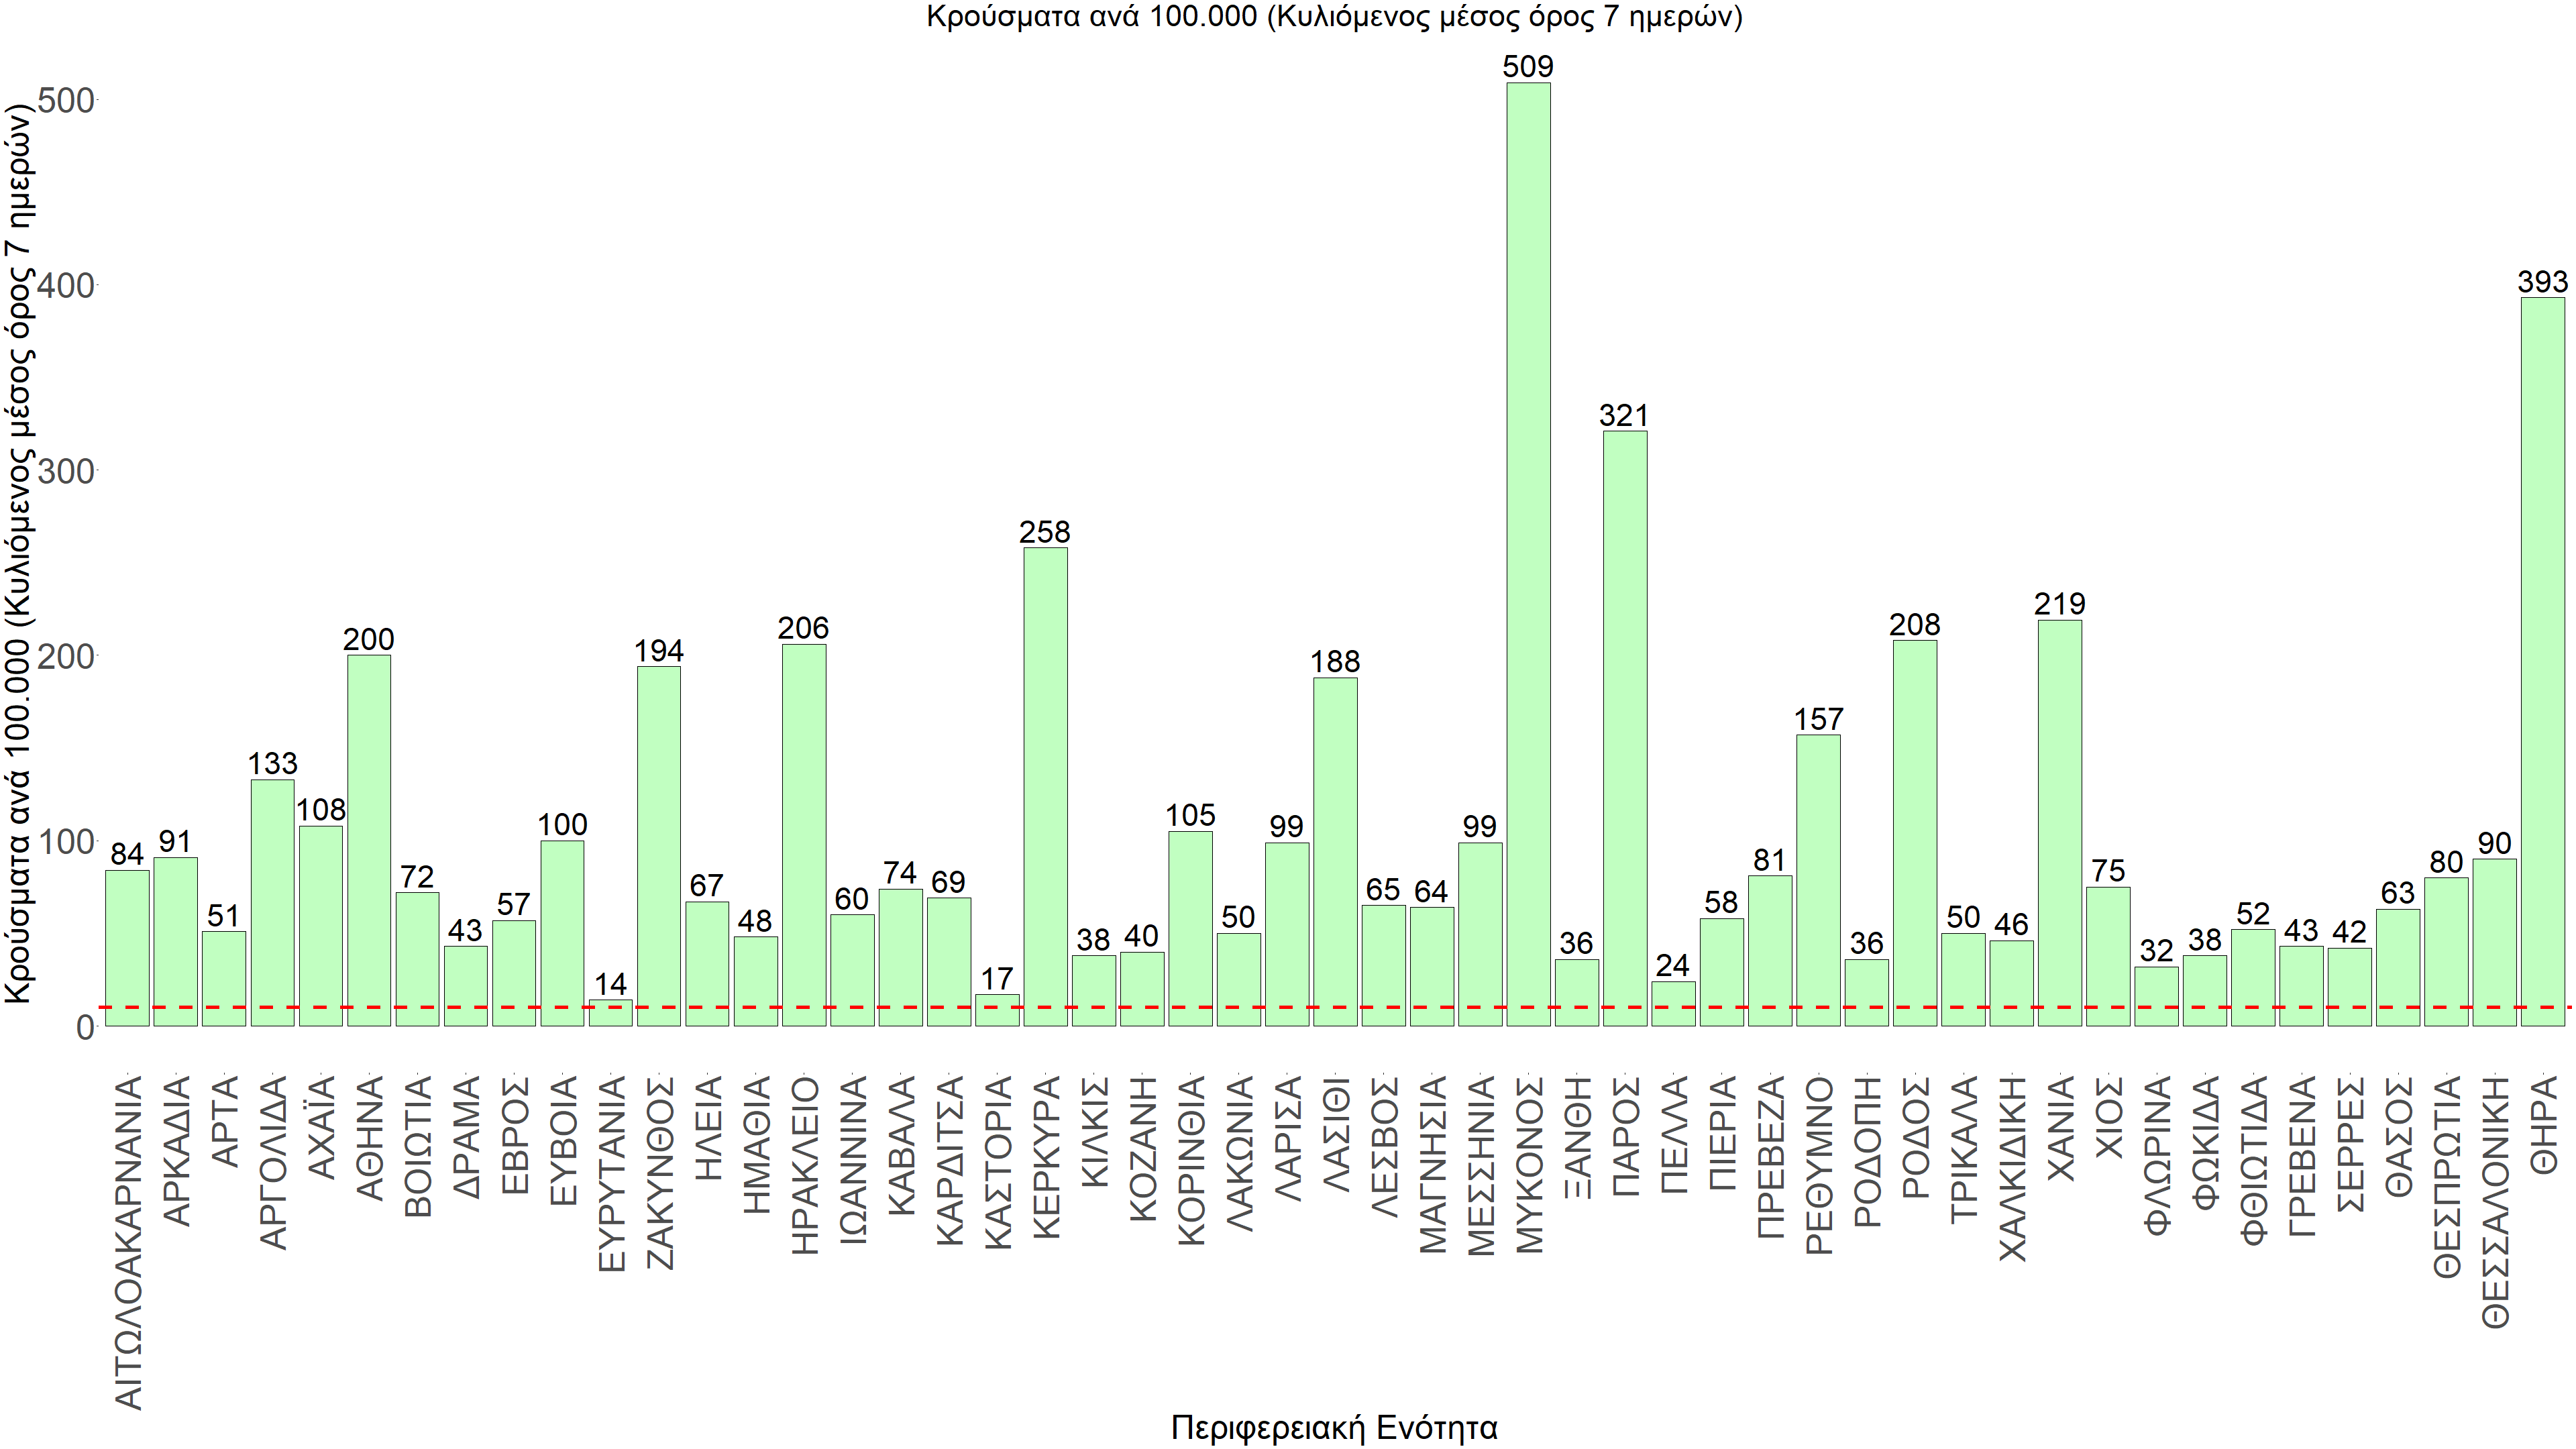 Κρούσματα ανά 100.000 (Κυλιόμενος μέσος όρος 7 ημερών)
Κρούσματα ανά 100.000 (Κυλιόμενος μέσος όρος 7 ημερών)
500
400
300
200
100
0
84
91
51
133
108
200
72
43
57
100
14
194
67
48
206
60
74
69
17
258
38
40
105
50
99
188
65
64
99
509
36
321
24
58
81
157
36
208
50
46
219
75
32
38
52
43
42
63
80
90
393
ΑΙΤΩΛΟΑΚΑΡΝΑΝΙΑ
ΑΡΚΑΔΙΑ
ΑΡΤΑ
ΑΡΓΟΛΙΔΑ
ΑΧΑΪΑ
ΑΘΗΝΑ
ΒΟΙΩΤΙΑ
ΔΡΑΜΑ
ΕΒΡΟΣ
ΕΥΒΟΙΑ
ΕΥΡΥΤΑΝΙΑ
ΖΑΚΥΝΘΟΣ
ΗΛΕΙΑ
ΗΜΑΘΙΑ
ΗΡΑΚΛΕΙΟ
ΙΩΑΝΝΙΝΑ
ΚΑΒΑΛΑ
ΚΑΡΔΙΤΣΑ
ΚΑΣΤΟΡΙΑ
ΚΕΡΚΥΡΑ
ΚΙΛΚΙΣ
ΚΟΖΑΝΗ
ΚΟΡΙΝΘΙΑ
ΛΑΚΩΝΙΑ
ΛΑΡΙΣΑ
ΛΑΣΙΘΙ
ΛΕΣΒΟΣ
ΜΑΓΝΗΣΙΑ
ΜΕΣΣΗΝΙΑ
ΜΥΚΟΝΟΣ
ΞΑΝΘΗ
ΠΑΡΟΣ
ΠΕΛΛΑ
ΠΙΕΡΙΑ
ΠΡΕΒΕΖΑ
ΡΕΘΥΜΝΟ
ΡΟΔΟΠΗ
ΡΟΔΟΣ
ΤΡΙΚΑΛΑ
ΧΑΛΚΙΔΙΚΗ
ΧΑΝΙΑ
ΧΙΟΣ
ΦΛΩΡΙΝΑ
ΦΩΚΙΔΑ
ΦΘΙΩΤΙΔΑ
ΓΡΕΒΕΝΑ
ΣΕΡΡΕΣ
ΘΑΣΟΣ
ΘΕΣΠΡΩΤΙΑ
ΘΕΣΣΑΛΟΝΙΚΗ
ΘΗΡΑ
Περιφερειακή Ενότητα